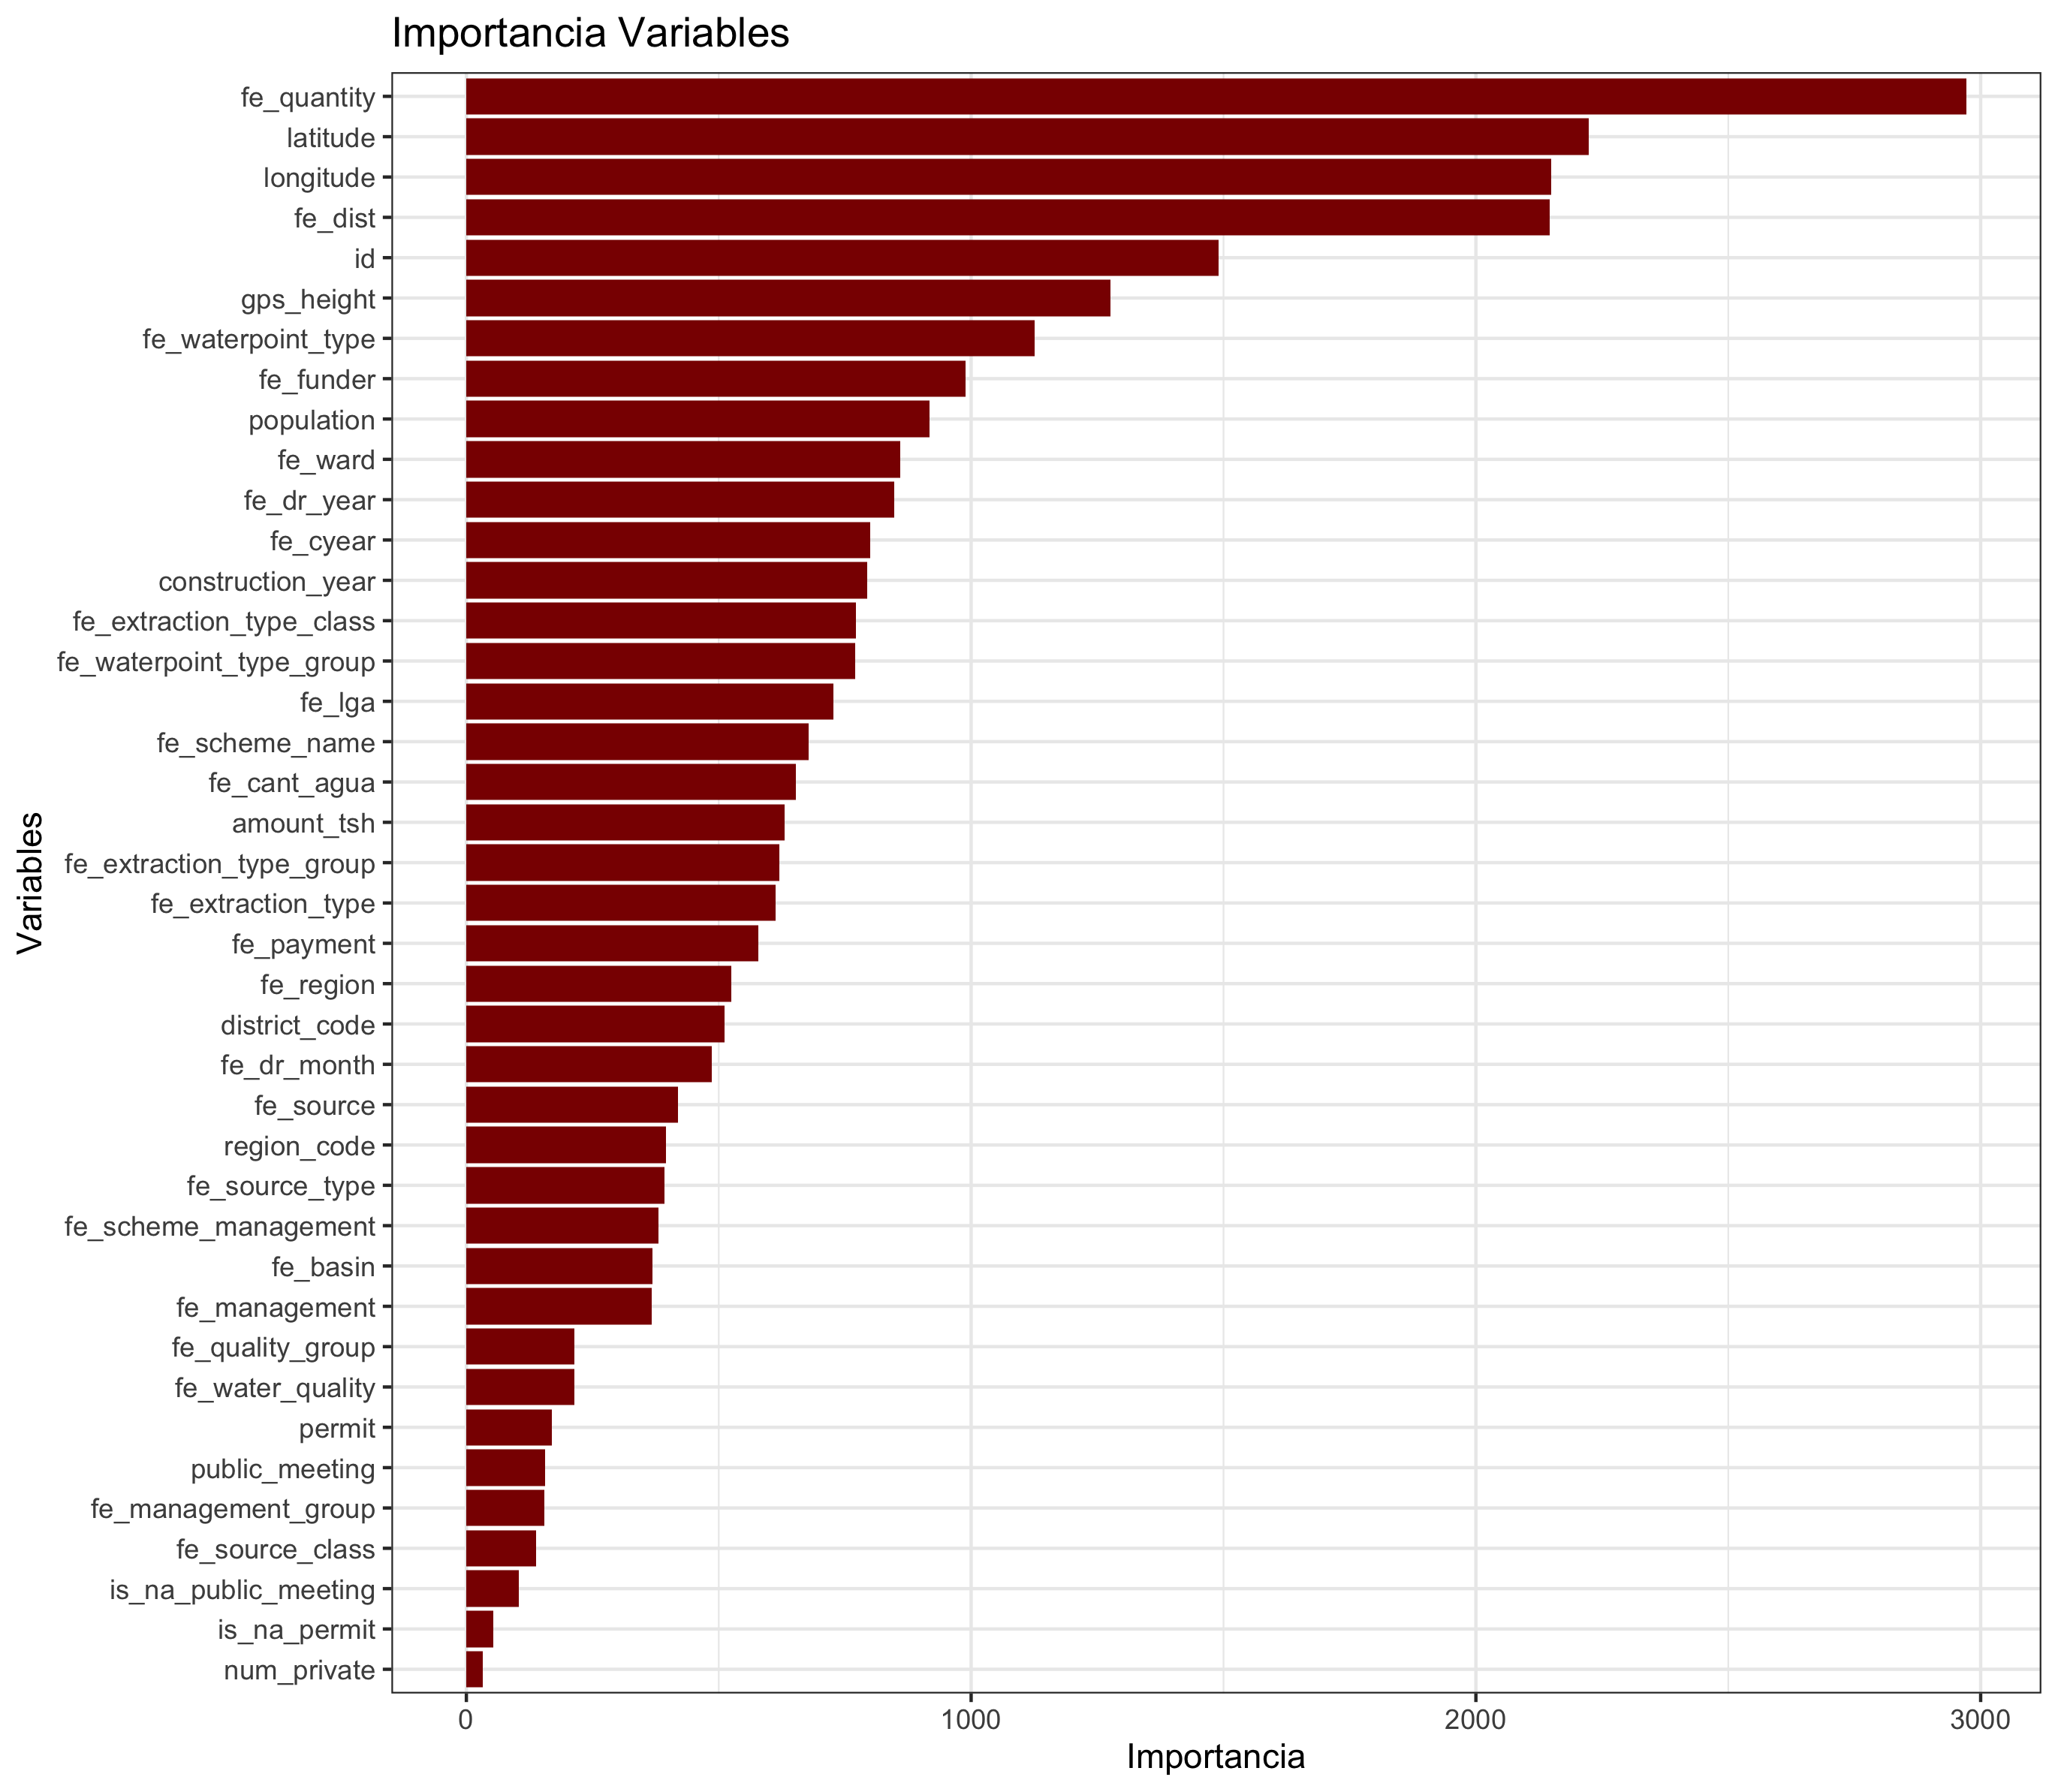 Importancia Variables
fe_quantity
latitude
longitude
fe_dist
id
gps_height
fe_waterpoint_type
fe_funder
population
fe_ward
fe_dr_year
fe_cyear
construction_year
fe_extraction_type_class
fe_waterpoint_type_group
fe_lga
fe_scheme_name
fe_cant_agua
amount_tsh
fe_extraction_type_group
fe_extraction_type
fe_payment
fe_region
district_code
fe_dr_month
fe_source
region_code
fe_source_type
fe_scheme_management
fe_basin
fe_management
fe_quality_group
fe_water_quality
permit
public_meeting
fe_management_group
fe_source_class
is_na_public_meeting
is_na_permit
num_private
Variables
0 1000 2000 3000
Importancia